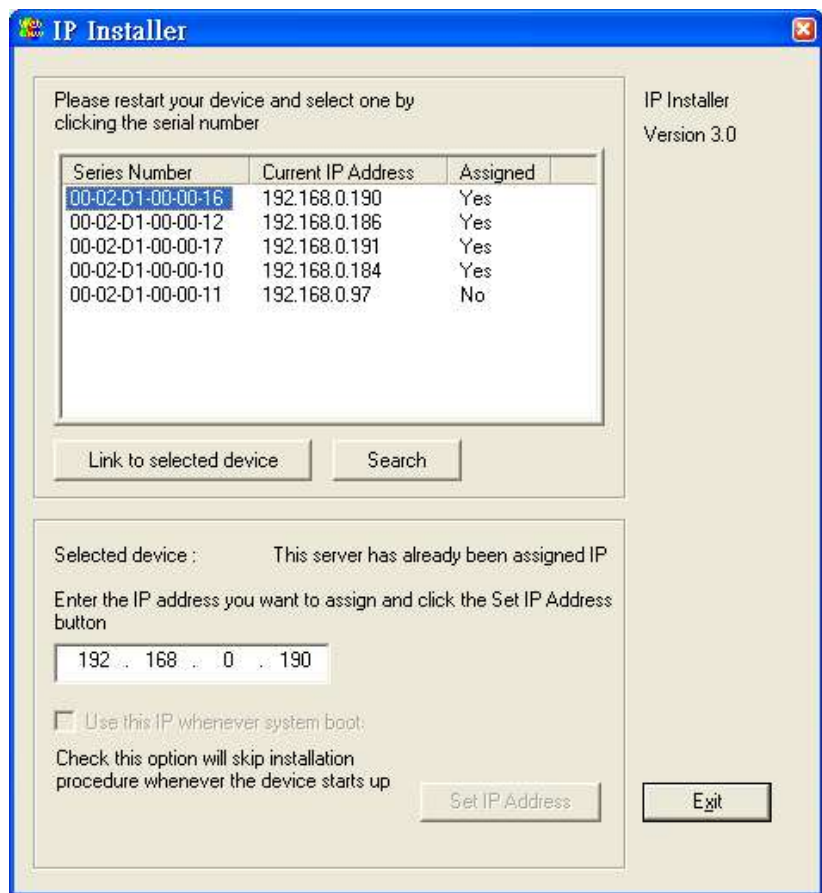 IP Installer
Please restart your device and select one by
clicking the serial number
IP Installer
Version 3.0
Series Number Current IP Address Assigned
00-02-D1-00-00-16 192.168.0.190 Yes
00-02-D1-00-00-12 192.168.0.186 Yes
00-02-D1-00-00-17 192.168.0.191 Yes
00-02-D1-00-00-10 192.168.0.184 Yes
00-02-D1-00-00-11 192.168.0.97 No
Link to selected device Search
Selected device : This server has already been assigned IP
Enter the IP address you want to assign and click the Set IP Address
button
192 . 168 . 0 . 190
Use this IP whenever system boot.
Check this option will skip installation
procedure whenever the device starts up
Set IP Address
Exit